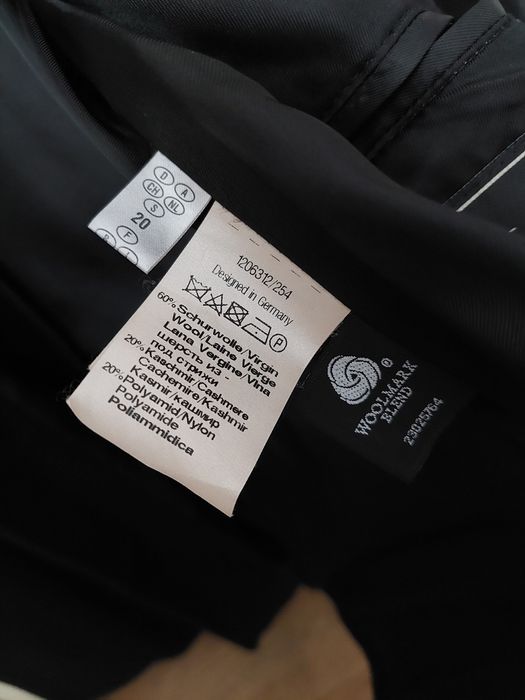 D A
CH NL
S
20
F
1206312/254
Designed in Germany
P
60% Schurwolle/Virgin
Wool/Laine Vierge
Lana Vergine/Vina
шерсть из -
под стрижки
20% Kaschmir/Cashmere
Cachemire/Kashmir
Kasmir/кашмир
20% Polyamid/Nylon
Polyamide
Poliammidica
®
WOOLMARK
BLEND
23025764